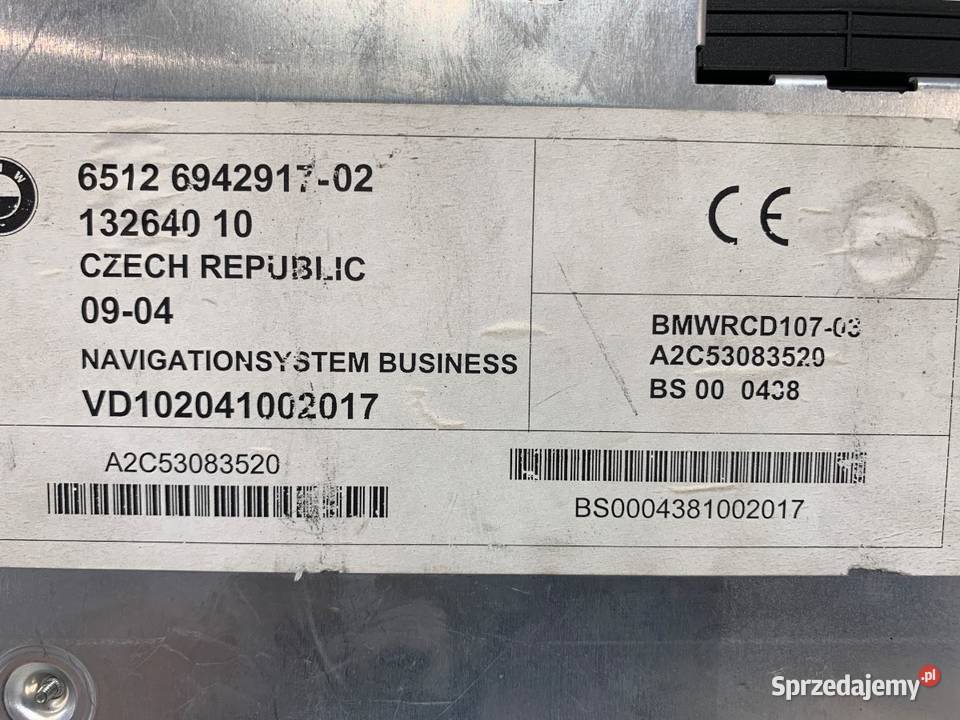 6512 6942917-02
132640 10
CZECH REPUBLIC
09-04
NAVIGATIONSYSTEM BUSINESS
VD102041002017
CE
BMWRCD107-03
A2C53083520
BS 00 0438
A2C53083520
BS0004381002017
Sprzedajemy.pl